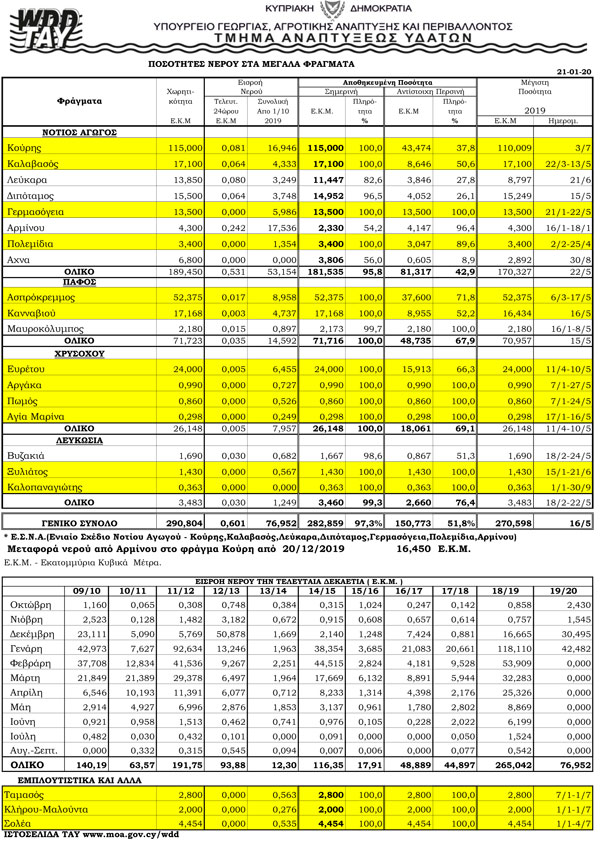 WDD
TAY
ΚΥΠΡΙΑΚΗ ΔΗΜΟΚΡΑΤΙΑ
ΥΠΟΥΡΓΕΙΟ ΓΕΩΡΓΙΑΣ, ΑΓΡΟΤΙΚΗΣ ΑΝΑΠΤΥΞΗΣ ΚΑΙ ΠΕΡΙΒΑΛΛΟΝΤΟΣ
ΤΜΗΜΑ ΑΝΑΠΤΥΞΕΩΣ ΥΔΑΤΩΝ
ΠΟΣΟΤΗΤΕΣ ΝΕΡΟΥ ΣΤΑ ΜΕΓΑΛΑ ΦΡΑΓΜΑΤΑ
21-01-20
Εισροή Αποθηκευμένη Ποσότητα Μέγιστη
Φράγματα Χωρητι- Νερού Σημερινή Αντίστοιχη Περσινή Ποσότητα
κότητα Τελευτ. Συνολική Ε.Κ.Μ. Πληρό- Ε.Κ.Μ Πληρό-
24ώρου Από 1/10 τητα τητα 2019
Ε.Κ.Μ Ε.Κ.Μ 2019 % % Ε.Κ.Μ Ημερομ.
ΝΟΤΙΟΣ ΑΓΩΓΟΣ
Κούρης 115,000 0,081 16,946 115,000 100,0 43,474 37,8 110,009 3/7
Καλαβασός 17,100 0,064 4,333 17,100 100,0 8,646 50,6 17,100 22/3-13/5
Λεύκαρα 13,850 0,080 3,249 11,447 82,6 3,846 27,8 8,797 21/6
Διπόταμος 15,500 0,064 3,748 14,952 96,5 4,052 26,1 15,249 15/5
Γερμασόγεια 13,500 0,000 5,986 13,500 100,0 13,500 100,0 13,500 21/1-22/5
Αρμίνου 4,300 0,242 17,536 2,330 54,2 4,147 96,4 4,300 16/1-18/1
Πολεμίδια 3,400 0,000 1,354 3,400 100,0 3,047 89,6 3,400 2/2-25/4
Αχνα 6,800 0,000 0,000 3,806 56,0 0,605 8,9 2,892 30/8
ΟΛΙΚΟ 189,450 0,531 53,154 181,535 95,8 81,317 42,9 170,327 22/5
ΠΑΦΟΣ
Ασπρόκρεμμος 52,375 0,017 8,958 52,375 100,0 37,600 71,8 52,375 6/3-17/5
Κανναβιού 17,168 0,003 4,737 17,168 100,0 8,955 52,2 16,434 16/5
Μαυροκόλυμπος 2,180 0,015 0,897 2,173 99,7 2,180 100,0 2,180 16/1-8/5
ΟΛΙΚΟ 71,723 0,035 14,592 71,716 100,0 48,735 67,9 70,957 15/5
ΧΡΥΣΟΧΟΥ
Ευρέτου 24,000 0,005 6,455 24,000 100,0 15,913 66,3 24,000 11/4-10/5
Αργάκα 0,990 0,000 0,727 0,990 100,0 0,990 100,0 0,990 7/1-27/5
Πωμός 0,860 0,000 0,526 0,860 100,0 0,860 100,0 0,860 7/1-24/5
Αγία Μαρίνα 0,298 0,000 0,249 0,298 100,0 0,298 100,0 0,298 17/1-16/5
ΟΛΙΚΟ 26,148 0,005 7,957 26,148 100,0 18,061 69,1 26,148 11/4-10/5
ΛΕΥΚΩΣΙΑ
Βυζακιά 1,690 0,030 0,682 1,667 98,6 0,867 51,3 1,690 18/2-24/5
Ξυλιάτος 1,430 0,000 0,567 1,430 100,0 1,430 100,0 1,430 15/1-21/6
Καλοπαναγιώτης 0,363 0,000 0,000 0,363 100,0 0,363 100,0 0,363 1/1-30/9
ΟΛΙΚΟ 3,483 0,030 1,249 3,460 99,3 2,660 76,4 3,483 18/2-22/5
ΓΕΝΙΚΟ ΣΥΝΟΛΟ 290,804 0,601 76,952 282,859 97,3% 150,773 51,8% 270,598 16/5
* Ε.Σ.Ν.Α.(Ενιαίο Σχέδιο Νοτίου Αγωγού - Κούρης,Καλαβασός,Λεύκαρα,Διπόταμος,Γερμασόγεια,Πολεμίδια,Αρμίνου)
Μεταφορά νερού από Αρμίνου στο φράγμα Κούρη από 20/12/2019 16,450 Ε.Κ.Μ.
Ε.Κ.Μ. - Εκατομμύρια Κυβικά Μέτρα.
ΕΙΣΡΟΗ ΝΕΡΟΥ ΤΗΝ ΤΕΛΕΥΤΑΙΑ ΔΕΚΑΕΤΙΑ ( Ε.Κ.Μ. )
09/10 10/11 11/12 12/13 13/14 14/15 15/16 16/17 17/18 18/19 19/20
Οκτώβρη 1,160 0,065 0,308 0,748 0,384 0,315 1,024 0,247 0,142 0,858 2,430
Νιόβρη 2,523 0,128 1,482 3,182 0,672 0,915 0,608 0,657 0,614 0,757 1,545
Δεκέμβρη 23,111 5,090 5,769 50,878 1,669 2,140 1,248 7,424 0,881 16,665 30,495
Γενάρη 42,973 7,627 92,634 13,246 1,963 38,354 3,685 21,083 20,661 118,110 42,482
Φεβράρη 37,708 12,834 41,536 9,267 2,251 44,515 2,824 4,181 9,528 53,909 0,000
Μάρτη 21,849 21,389 29,378 6,497 1,964 17,669 6,132 8,891 5,944 32,283 0,000
Απρίλη 6,546 10,193 11,391 6,077 0,712 8,233 1,314 4,398 2,176 25,326 0,000
Μάη 2,914 4,927 6,996 2,876 1,853 3,137 0,961 1,780 2,802 8,869 0,000
Ιούνη 0,921 0,958 1,513 0,462 0,741 0,976 0,105 0,228 2,022 6,199 0,000
Ιούλη 0,482 0,030 0,432 0,101 0,000 0,091 0,000 0,000 0,050 1,524 0,000
Αυγ.-Σεπτ. 0,000 0,332 0,315 0,545 0,094 0,007 0,006 0,000 0,077 0,542 0,000
ΟΛΙΚΟ 140,19 63,57 191,75 93,88 12,30 116,35 17,91 48,889 44,897 265,042 76,952
ΕΜΠΛΟΥΤΙΣΤΙΚΑ ΚΑΙ ΑΛΛΑ
Ταμασός 2,800 0,000 0,563 2,800 100,0 2,800 100,0 2,800 7/1-1/7
Κλήρου-Μαλούντα 2,000 0,000 0,276 2,000 100,0 2,000 100,0 2,000 1/1-1/7
Σολέα 4,454 0,000 0,535 4,454 100,0 4,454 100,0 4,454 1/1-4/7
ΙΣΤΟΣΕΛΙΔΑ ΤΑΥ www.moa.gov.cy/wdd